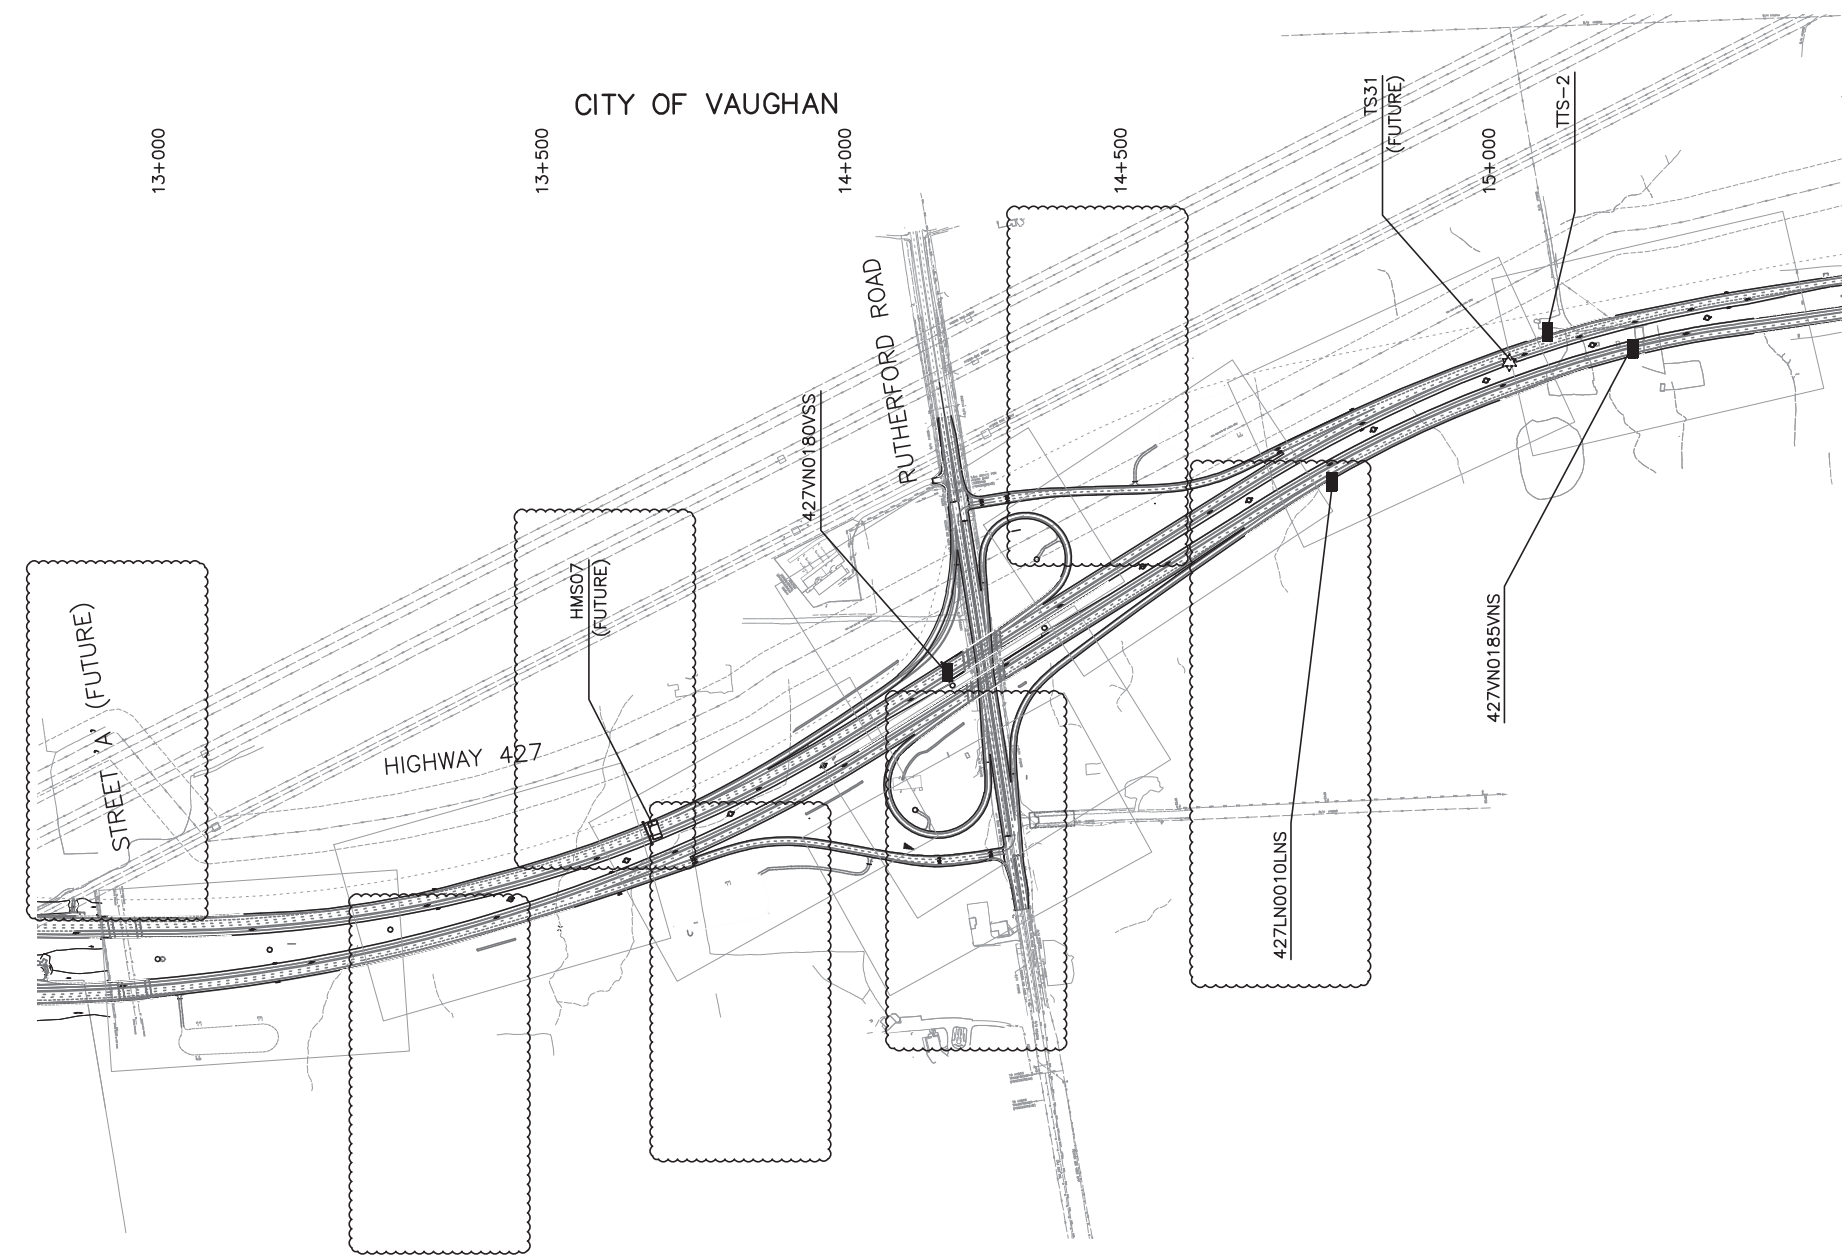 CITY OF VAUGHAN
13+000
13+500
14+000
14+500
15+000
TS31
(FUTURE)
TTS-2
RUTHERFORD ROAD
427VN0180VSS
HMS07
(FUTURE)
STREET 'A' (FUTURE)
HIGHWAY 427
427VN0185VNS
427LN0010LNS